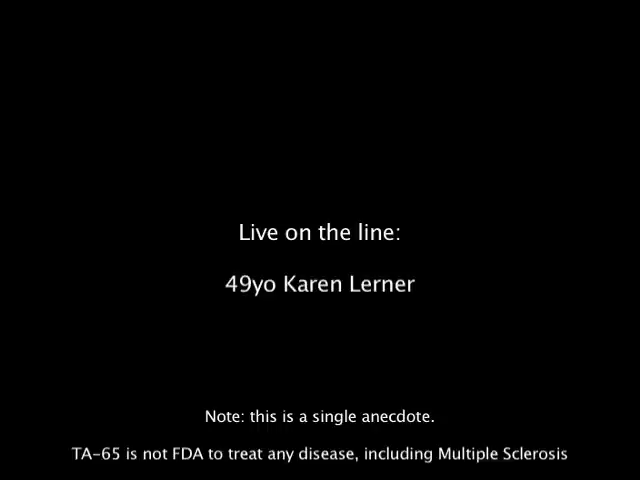 Live on the line:
49yo Karen Lerner
Note: this is a single anecdote.
TA-65 is not FDA to treat any disease, including Multiple Sclerosis